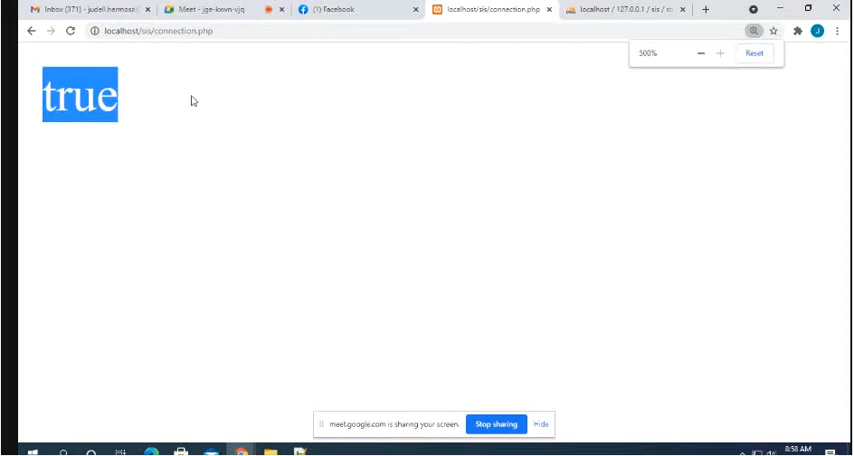 Inbox (371) - judell.hermosa@
Meet - jge-kwvn-vjq
(1) Facebook
localhost/sis/connection.php
localhost / 127.0.0.1 / sis /
localhost/sis/connection.php
J
500%
Reset
true
meet.google.com is sharing your screen.
Stop sharing
Hide
8:58 AM